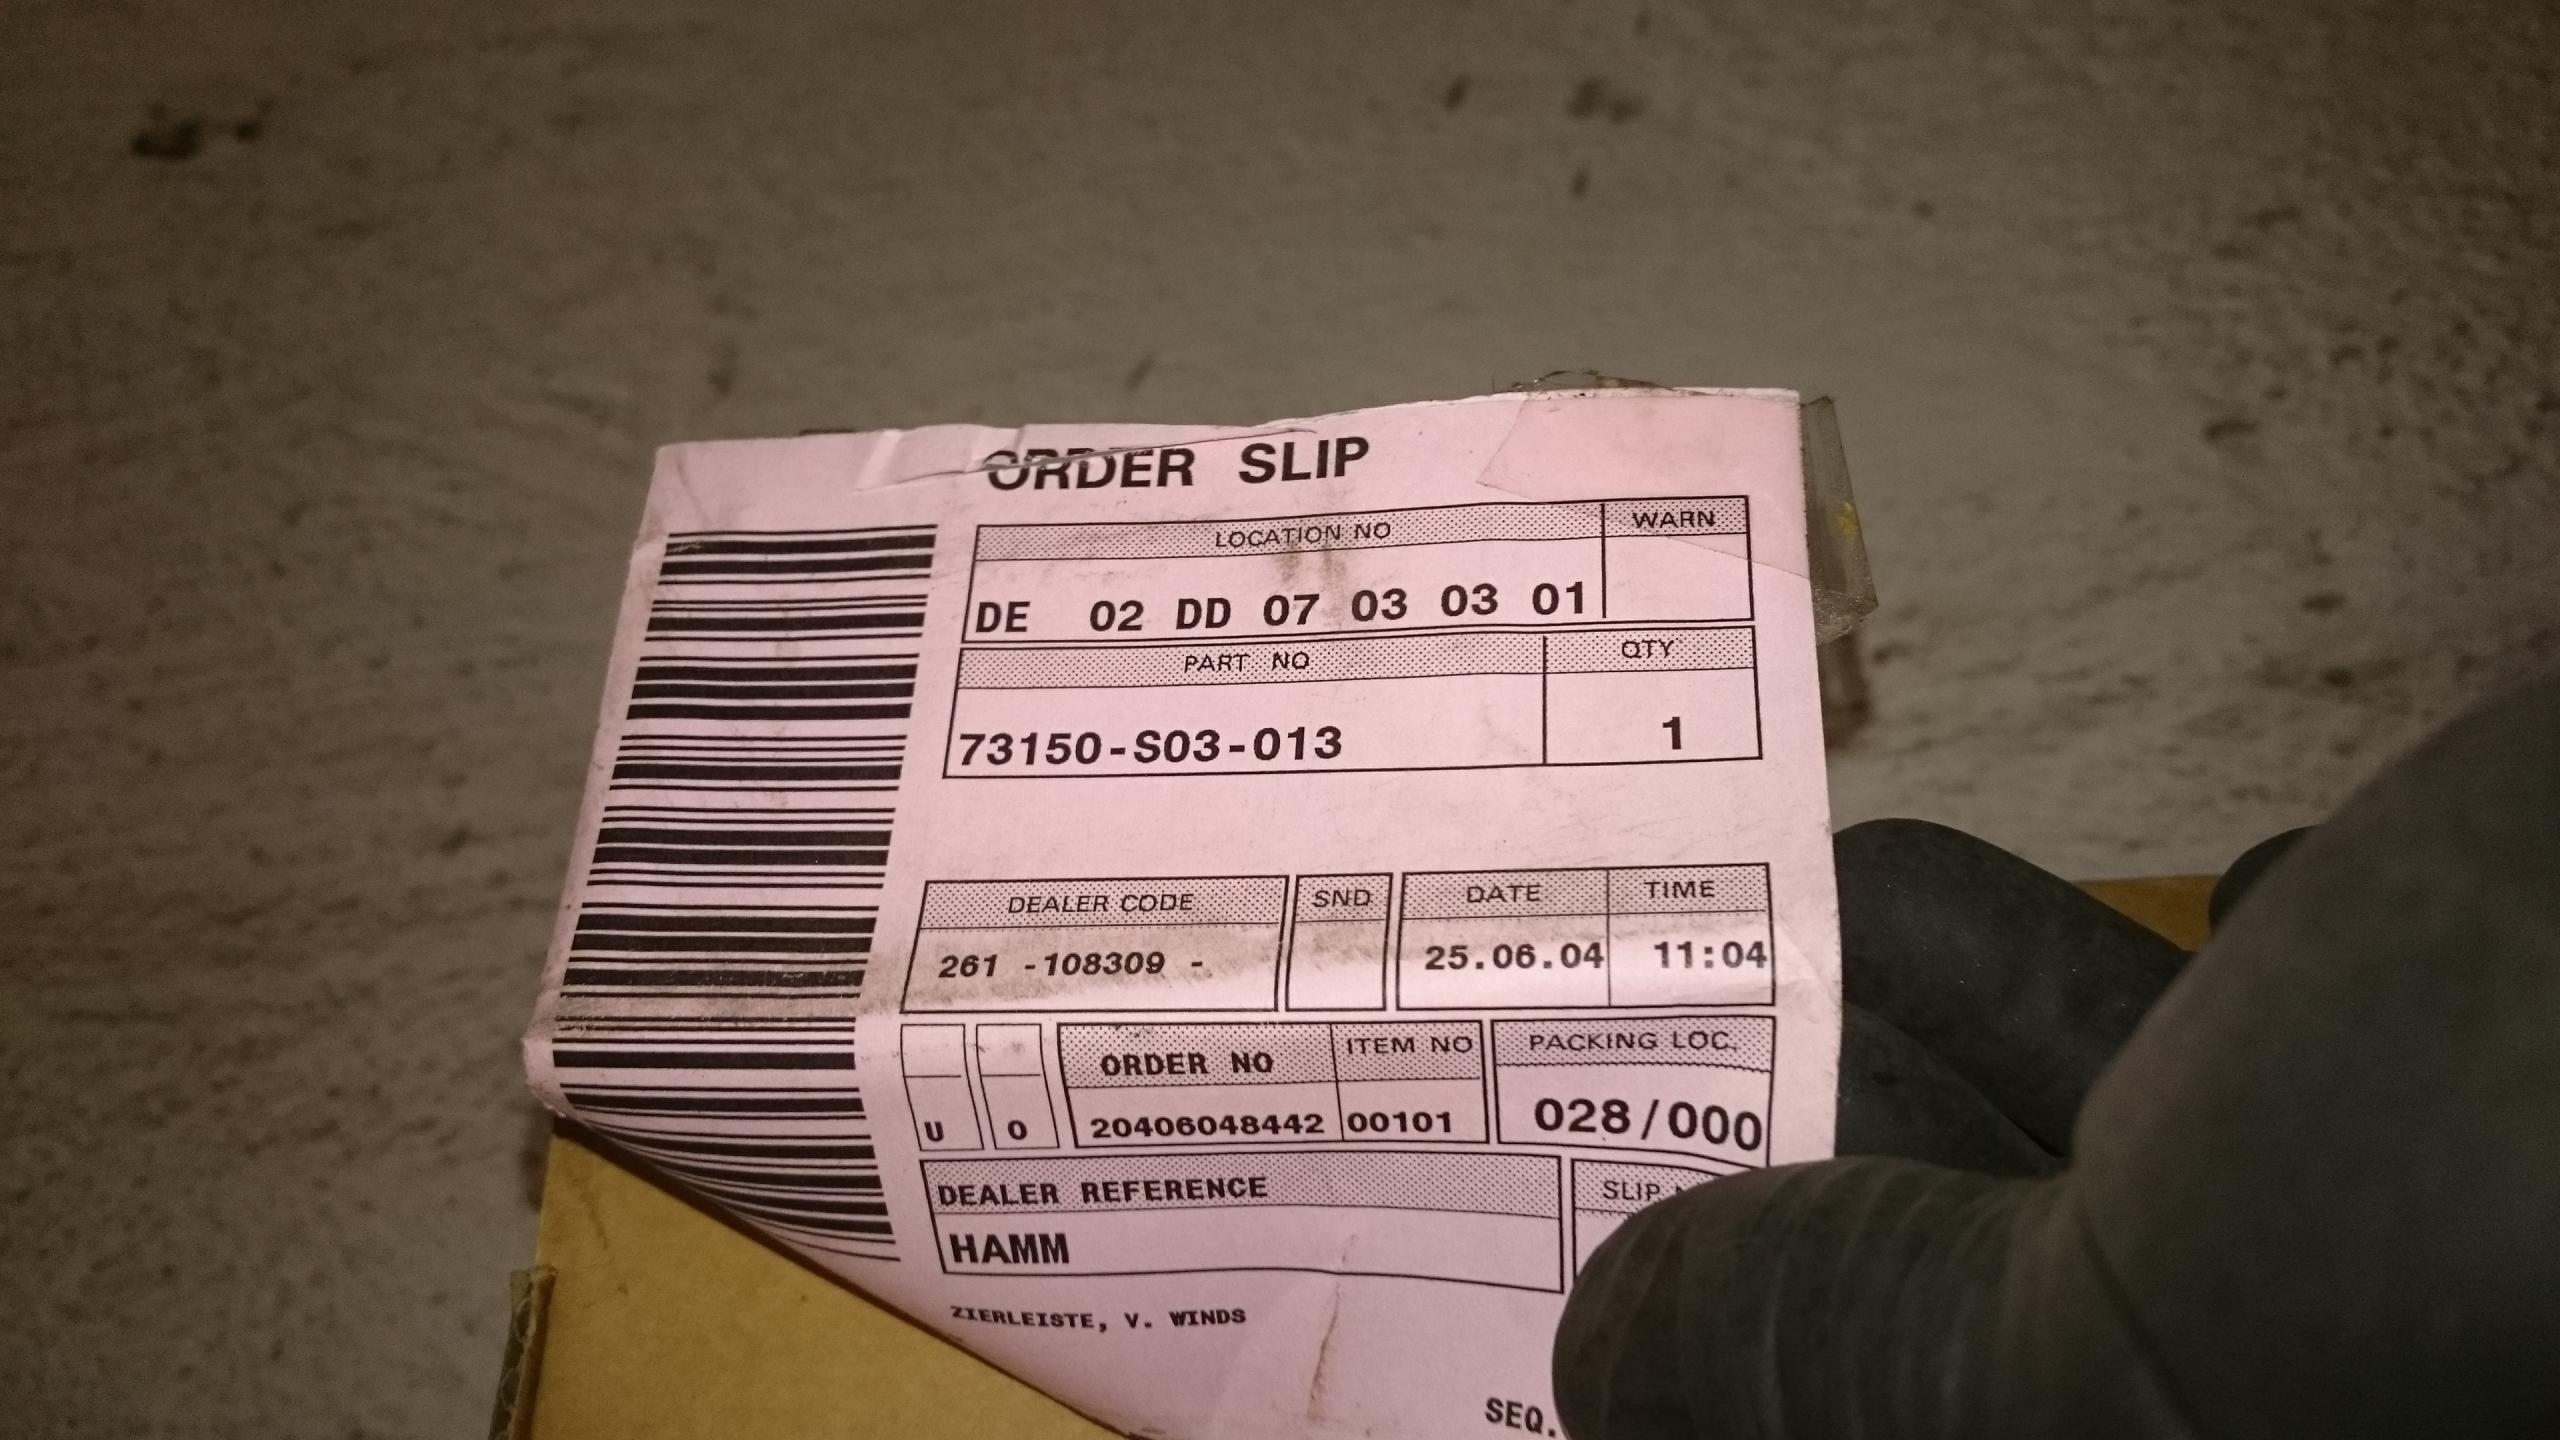 ORDER SLIP
LOCATION NO WARN
DE 02 DD 07 03 03 01
PART NO QTY
73150-S03-013 1
DEALER CODE SND DATE TIME
261 -108309 - 25.06.04 11:04
ORDER NO ITEM NO PACKING LOC.
U O 20406048442 00101 028/000
DEALER REFERENCE SLIP
HAMM
ZIERLEISTE, V. WINDS
SEQ.